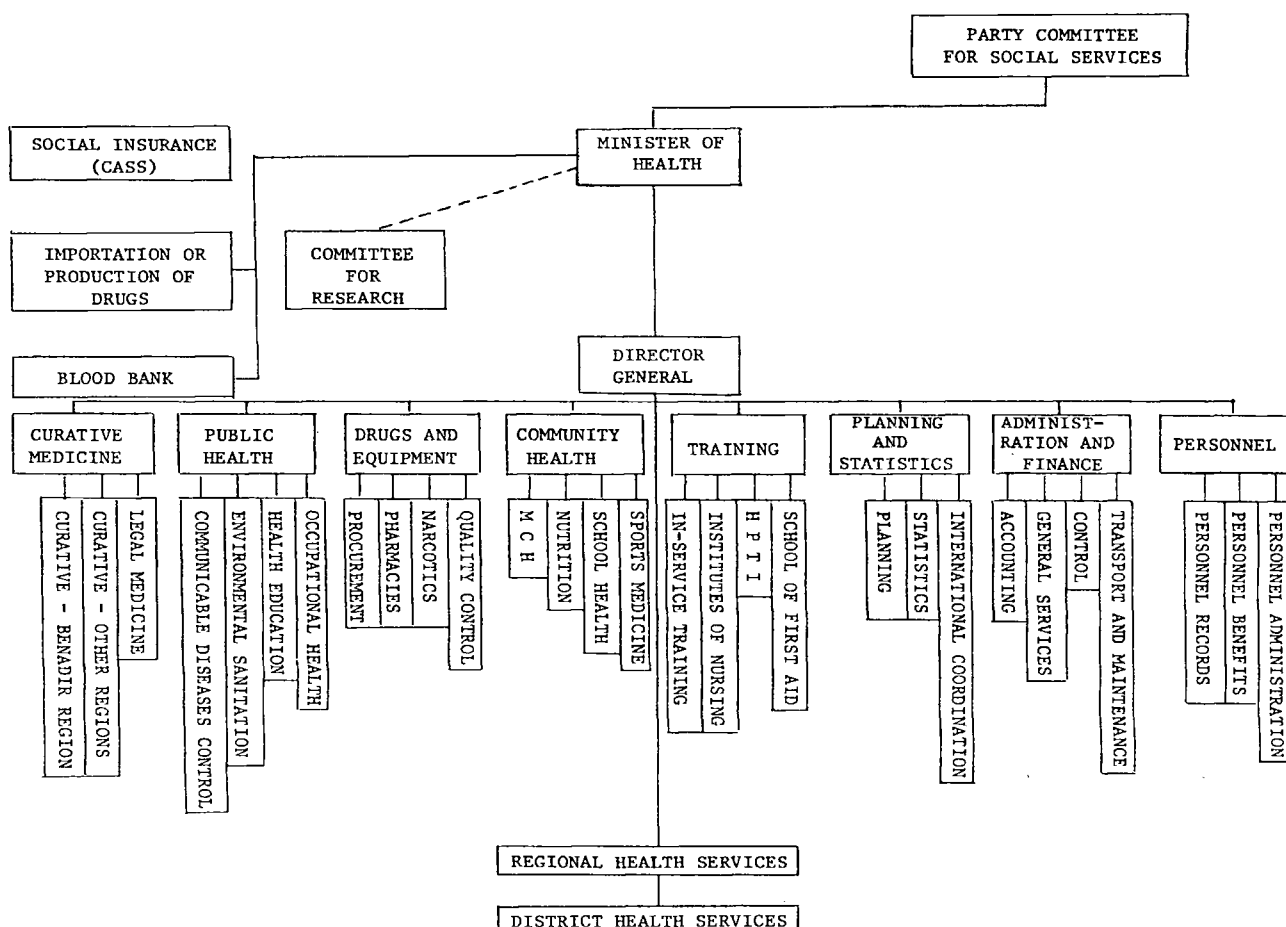 PARTY COMMITTEE
FOR SOCIAL SERVICES
SOCIAL INSURANCE
(CASS)
MINISTER OF
HEALTH
IMPORTATION OR
PRODUCTION OF
DRUGS
COMMITTEE
FOR
RESEARCH
BLOOD BANK
DIRECTOR
GENERAL
CURATIVE
MEDICINE
PUBLIC
HEALTH
DRUGS AND
EQUIPMENT
COMMUNITY
HEALTH
TRAINING
PLANNING
AND
STATISTICS
ADMINIST-
RATION AND
FINANCE
PERSONNEL
CURATIVE - BENADIR REGION
CURATIVE - OTHER REGIONS
LEGAL MEDICINE
COMMUNICABLE DISEASES CONTROL
ENVIRONMENTAL SANITATION
HEALTH EDUCATION
OCCUPATIONAL HEALTH
PROCUREMENT
PHARMACIES
NARCOTICS
QUALITY CONTROL
M C H
NUTRITION
SCHOOL HEALTH
SPORTS MEDICINE
IN-SERVICE TRAINING
INSTITUTES OF NURSING
H P T I
SCHOOL OF FIRST AID
PLANNING
STATISTICS
INTERNATIONAL COORDINATION
ACCOUNTING
GENERAL SERVICES
CONTROL
TRANSPORT AND MAINTENANCE
PERSONNEL RECORDS
PERSONNEL BENEFITS
PERSONNEL ADMINISTRATION
REGIONAL HEALTH SERVICES
DISTRICT HEALTH SERVICES